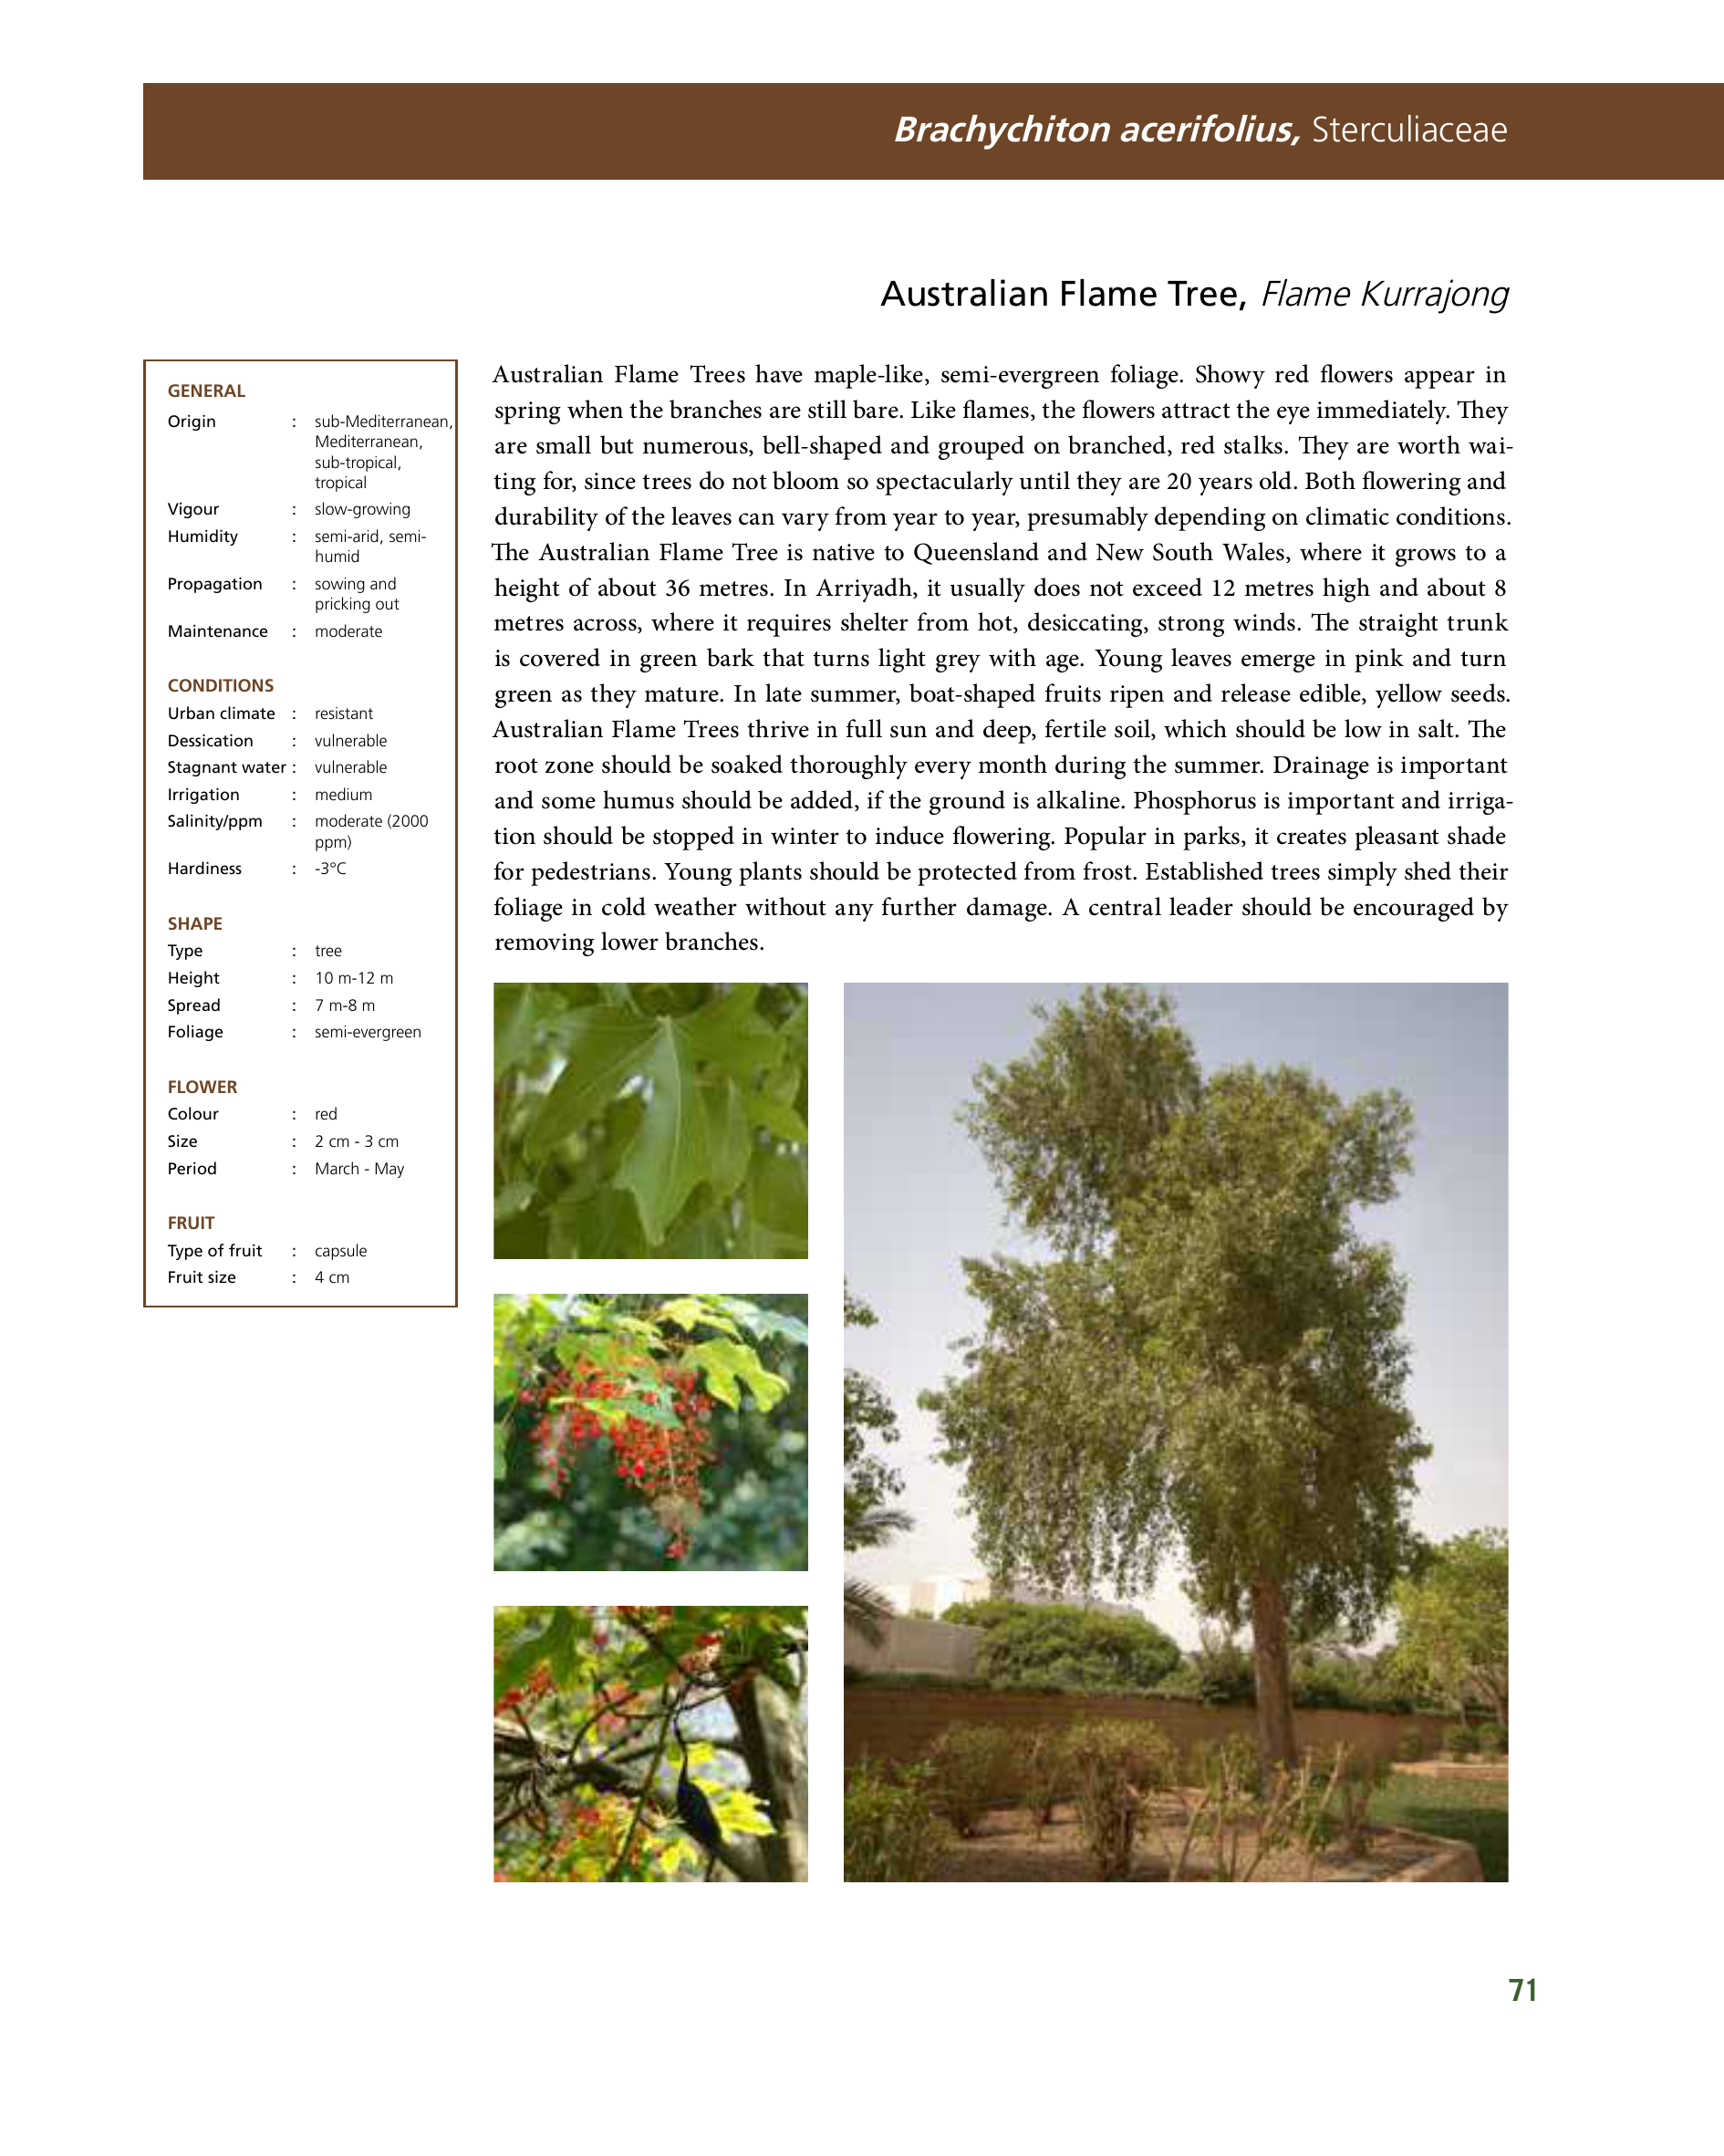 Brachychiton acerifolius, Sterculiaceae
Australian Flame Tree, Flame Kurrajong
GENERAL
Origin : sub-Mediterranean,
Mediterranean,
sub-tropical,
tropical
Vigour : slow-growing
Humidity : semi-arid, semi-
humid
Propagation : sowing and
pricking out
Maintenance : moderate
CONDITIONS
Urban climate : resistant
Dessication : vulnerable
Stagnant water : vulnerable
Irrigation : medium
Salinity/ppm : moderate (2000
ppm)
Hardiness : -3°C
SHAPE
Type : tree
Height : 10 m-12 m
Spread : 7 m-8 m
Foliage : semi-evergreen
FLOWER
Colour : red
Size : 2 cm - 3 cm
Period : March - May
FRUIT
Type of fruit : capsule
Fruit size : 4 cm
Australian Flame Trees have maple-like, semi-evergreen foliage. Showy red flowers appear in
spring when the branches are still bare. Like flames, the flowers attract the eye immediately. They
are small but numerous, bell-shaped and grouped on branched, red stalks. They are worth wai-
ting for, since trees do not bloom so spectacularly until they are 20 years old. Both flowering and
durability of the leaves can vary from year to year, presumably depending on climatic conditions.
The Australian Flame Tree is native to Queensland and New South Wales, where it grows to a
height of about 36 metres. In Arriyadh, it usually does not exceed 12 metres high and about 8
metres across, where it requires shelter from hot, desiccating, strong winds. The straight trunk
is covered in green bark that turns light grey with age. Young leaves emerge in pink and turn
green as they mature. In late summer, boat-shaped fruits ripen and release edible, yellow seeds.
Australian Flame Trees thrive in full sun and deep, fertile soil, which should be low in salt. The
root zone should be soaked thoroughly every month during the summer. Drainage is important
and some humus should be added, if the ground is alkaline. Phosphorus is important and irriga-
tion should be stopped in winter to induce flowering. Popular in parks, it creates pleasant shade
for pedestrians. Young plants should be protected from frost. Established trees simply shed their
foliage in cold weather without any further damage. A central leader should be encouraged by
removing lower branches.
71